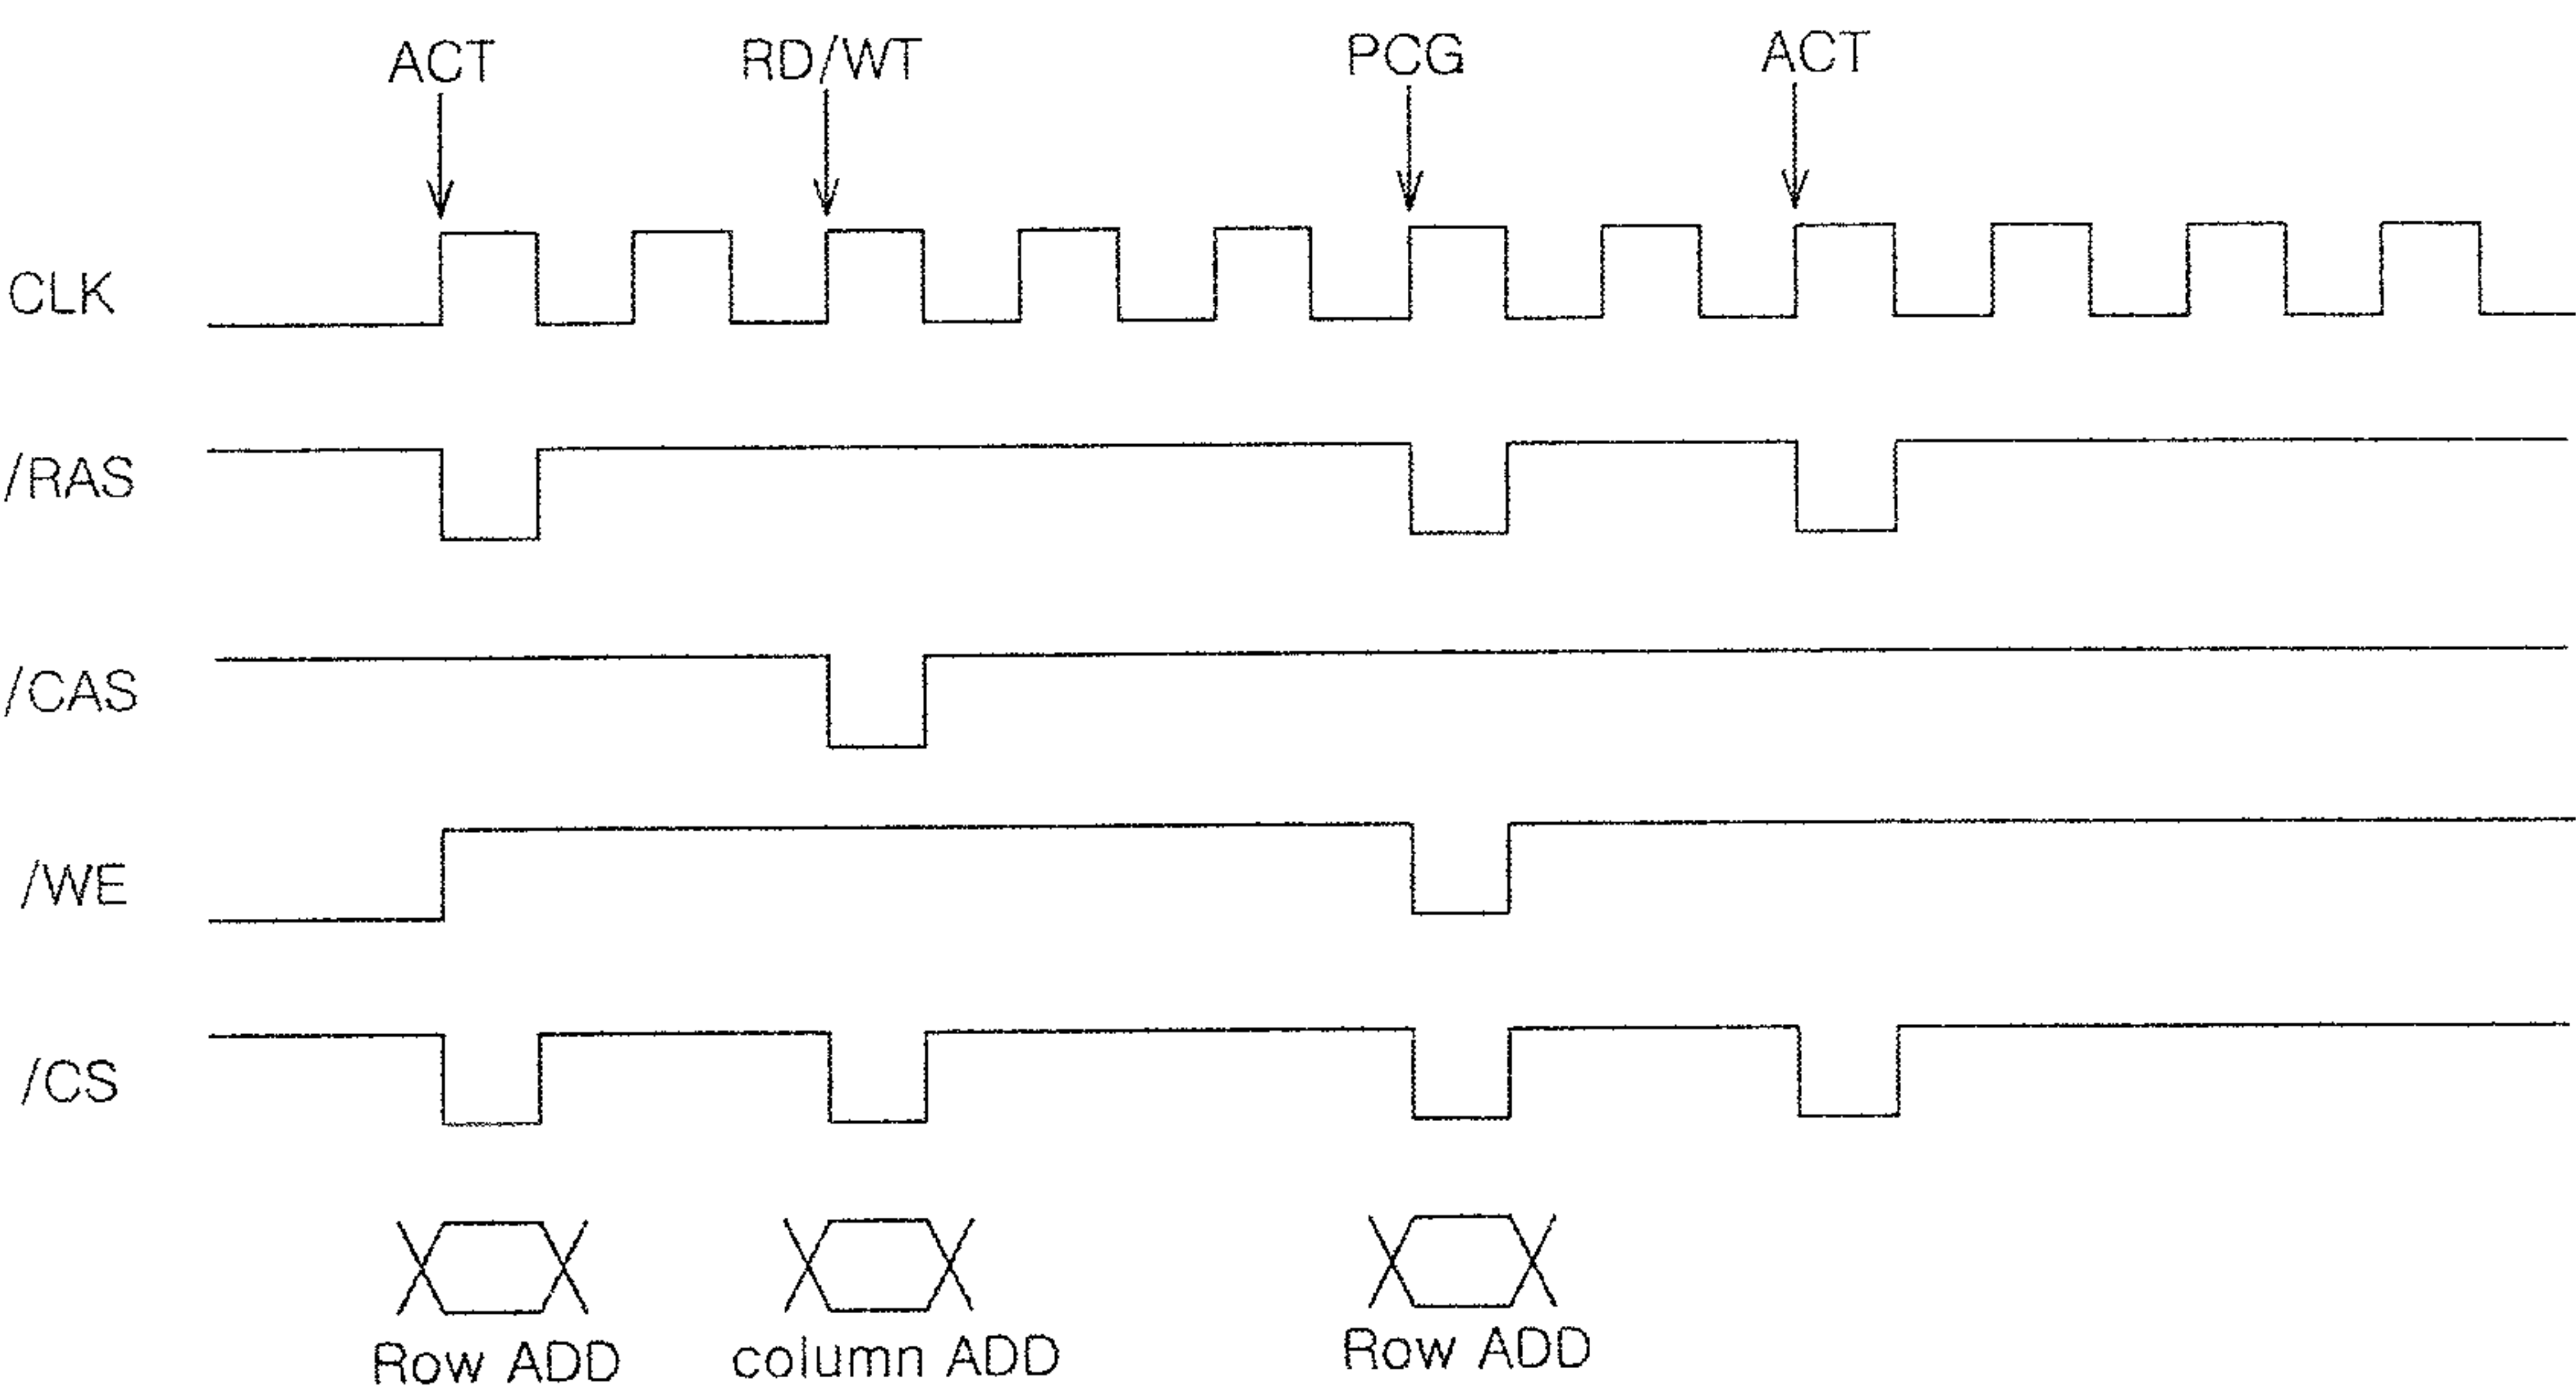 ACT RD/WT PCG ACT
CLK
/RAS
/CAS
/WE
/CS
Row ADD column ADD Row ADD